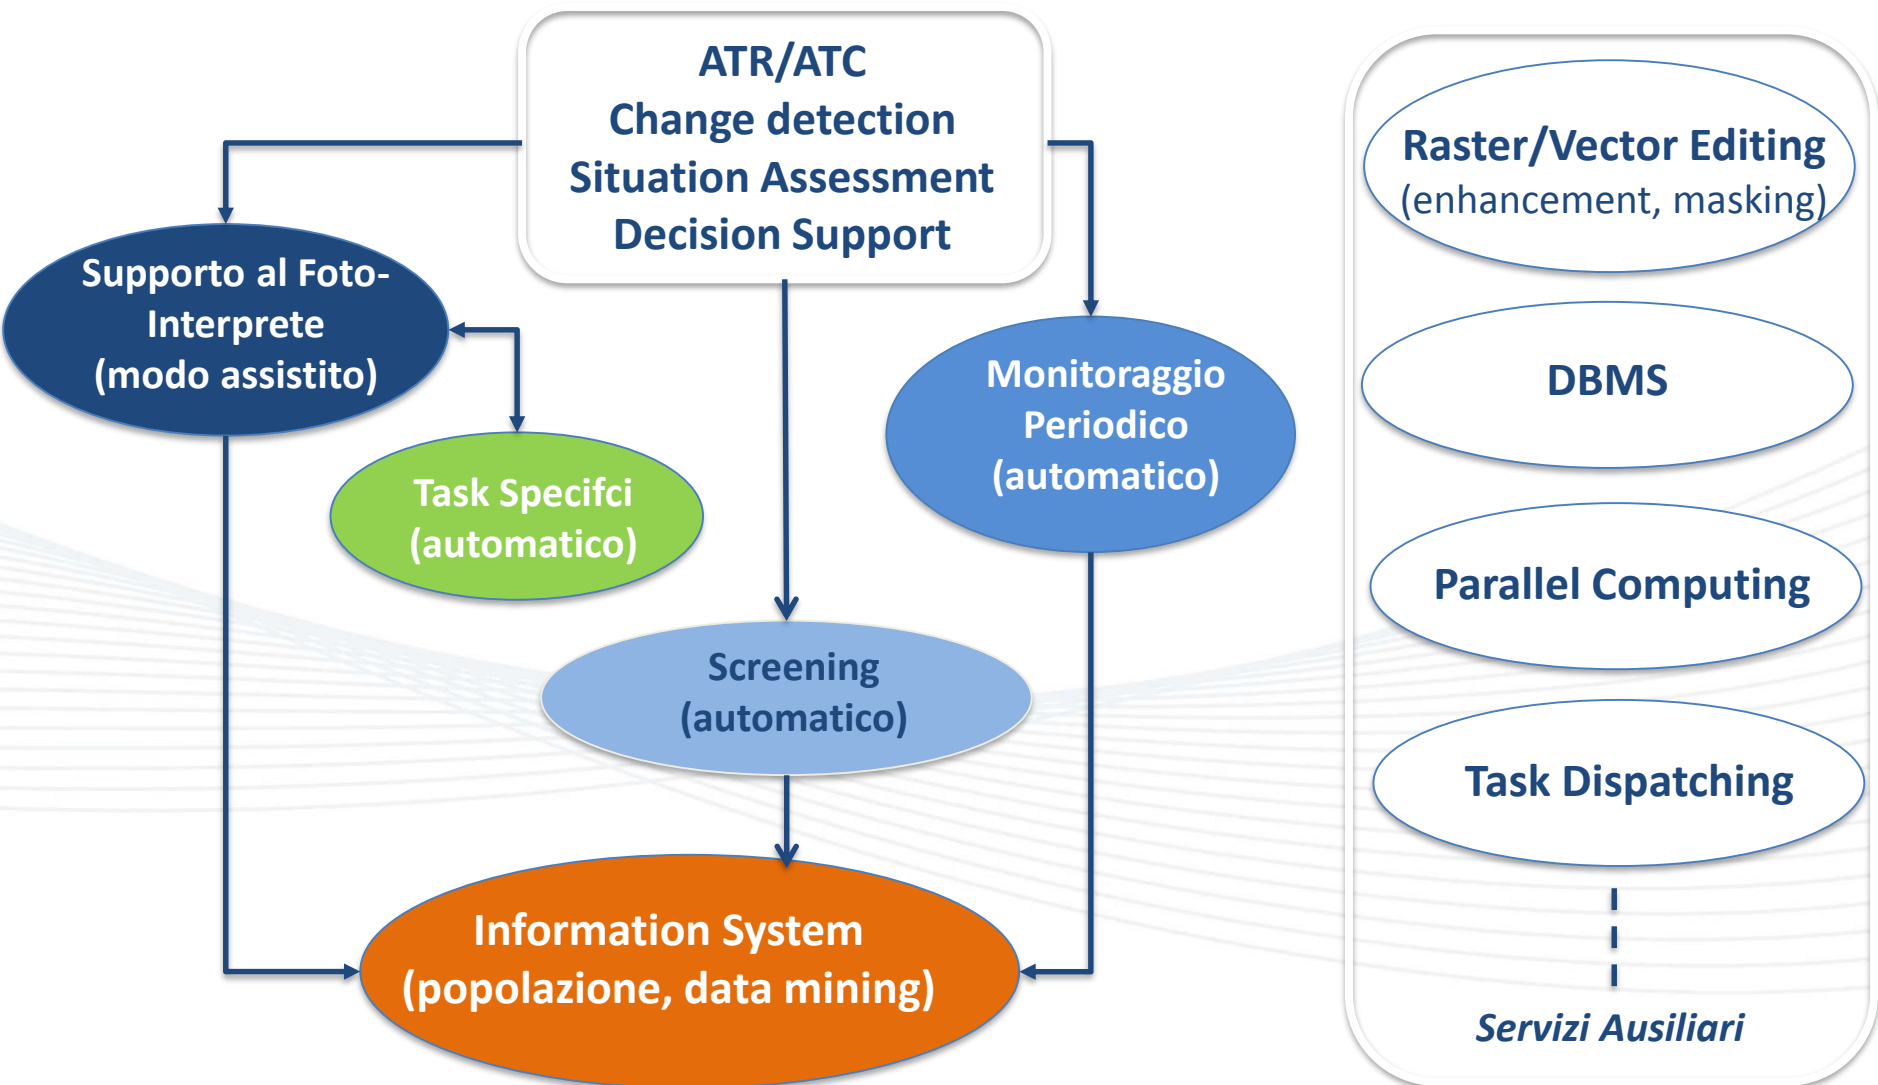 ATR/ATC
Change detection
Situation Assessment
Decision Support
Supporto al Foto-
Interprete
(modo assistito)
Task Specifci
(automatico)
Monitoraggio
Periodico
(automatico)
Screening
(automatico)
Information System
(popolazione, data mining)
Raster/Vector Editing
(enhancement, masking)
DBMS
Parallel Computing
Task Dispatching
Servizi Ausiliari